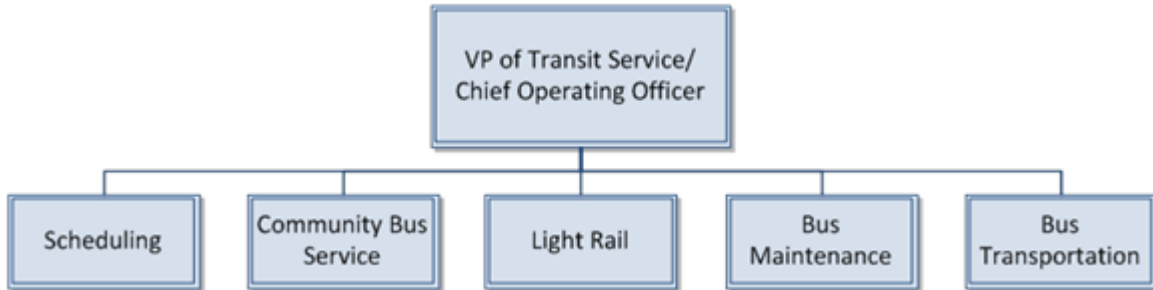 VP of Transit Service/
Chief Operating Officer
Scheduling
Community Bus
Service
Light Rail
Bus
Maintenance
Bus
Transportation